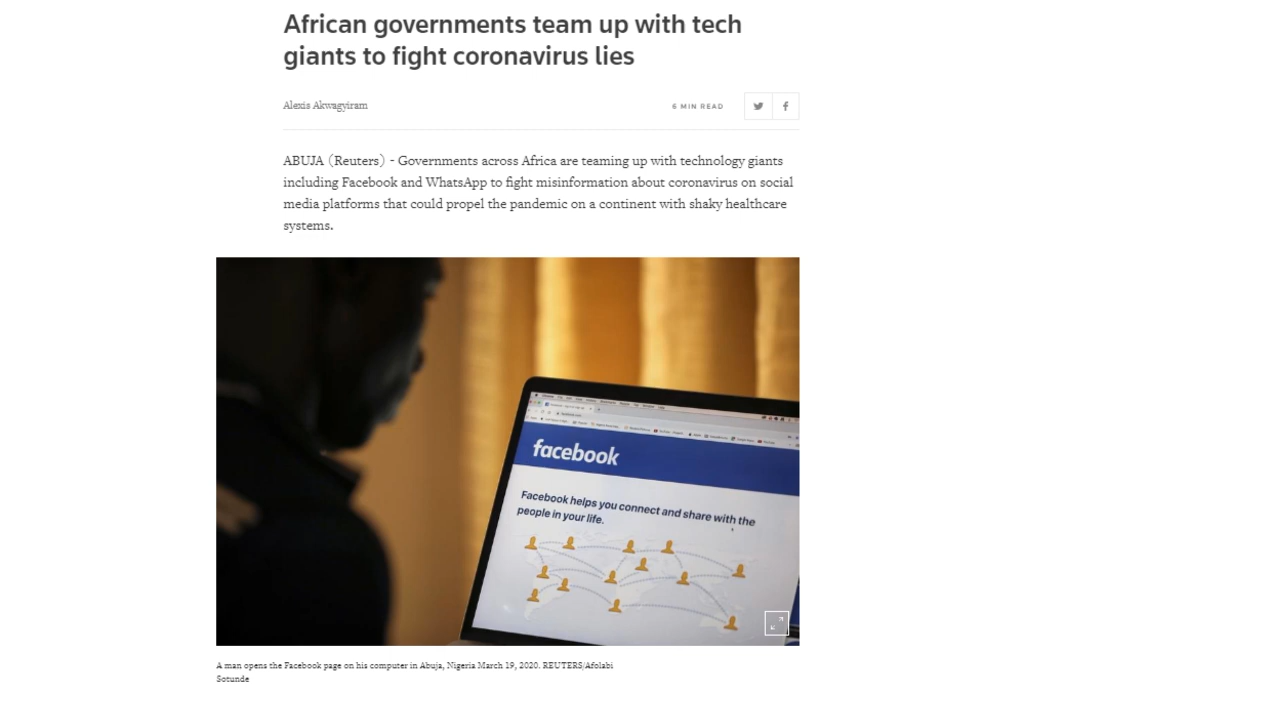 African governments team up with tech
giants to fight coronavirus lies
Alexis Akwagyiram
6 MIN READ
ABUJA (Reuters) - Governments across Africa are teaming up with technology giants
including Facebook and WhatsApp to fight misinformation about coronavirus on social
media platforms that could propel the pandemic on a continent with shaky healthcare
systems.
facebook
Facebook helps you connect and share with the
people in your life.
A man opens the Facebook page on his computer in Abuja, Nigeria March 19, 2020. REUTERS/Afolabi
Sotunde